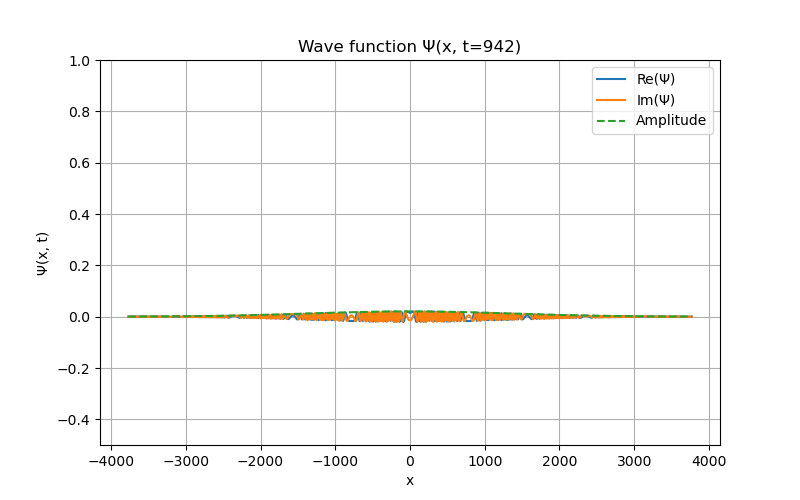 Wave function Ψ(x, t=942)
1.0
0.8
0.6
0.4
0.2
0.0
−0.2
−0.4
Ψ(x, t)
Re(Ψ)
Im(Ψ)
Amplitude
−4000 −3000 −2000 −1000 0 1000 2000 3000 4000
x